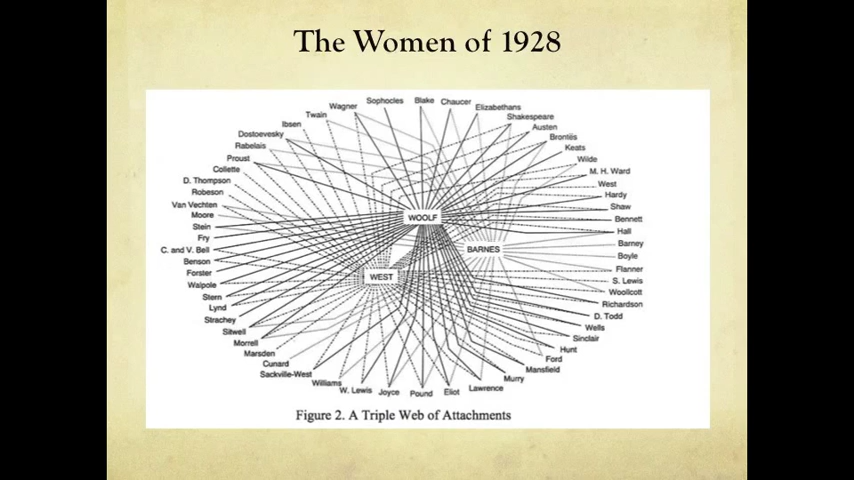 The Women of 1928
Sophocles
Blake
Chaucer
Elizabethans
Shakespeare
Austen
Brontës
Keats
Wilde
M. H. Ward
West
Hardy
Shaw
Bennett
Hall
Barney
Boyle
Flanner
S. Lewis
Woollcott
Richardson
D. Todd
Wells
Sinclair
Hunt
Ford
Mansfield
Murry
Lawrence
Eliot
Pound
Joyce
W. Lewis
Williams
Sackville-West
Cunard
Marsden
Morrell
Sitwell
Strachey
Lynd
Stern
Walpole
Forster
Benson
C. and V. Bell
Fry
Stein
Moore
Van Vechten
Robeson
D. Thompson
Collette
Proust
Rabelais
Dostoevesky
Ibsen
Twain
Wagner
WOOLF
BARNES
WEST
Figure 2. A Triple Web of Attachments